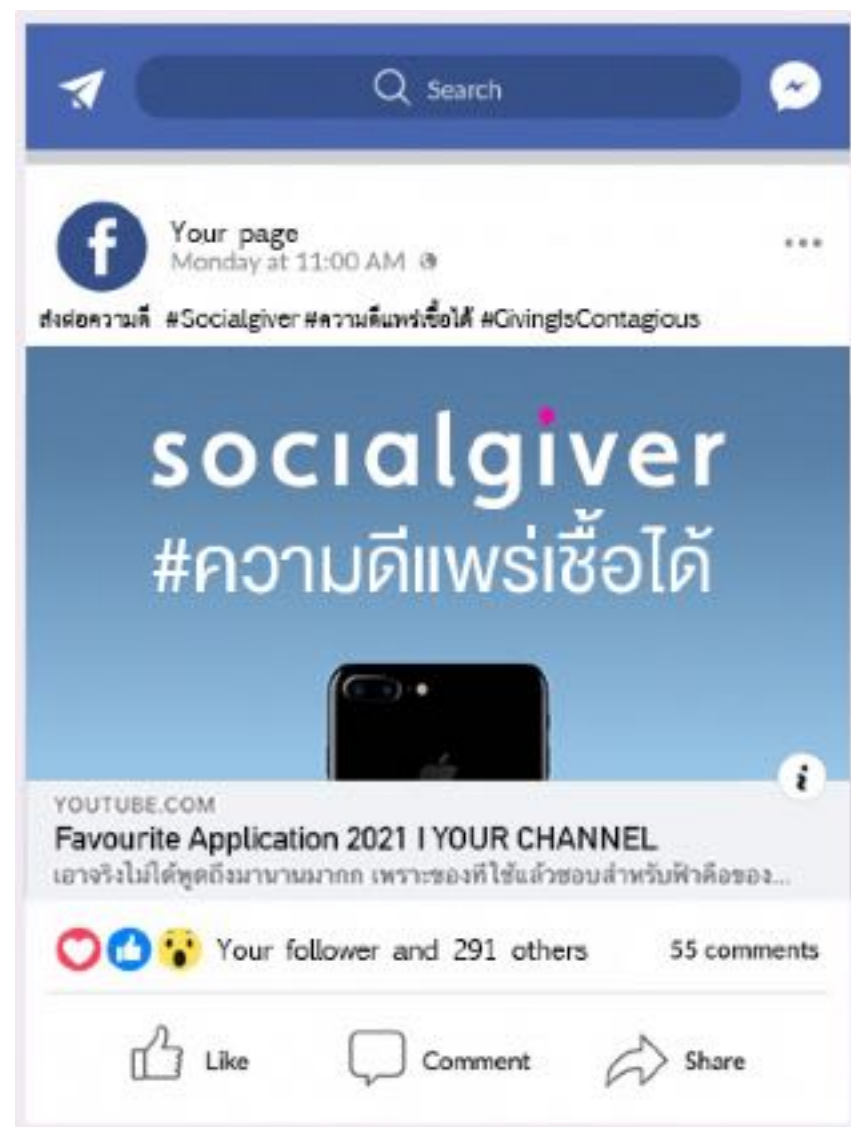 Search
Your page
Monday at 11:00 AM
ส่งต่อความดี #Socialgiver #ความดีแพร่เชื้อได้ #GivingIsContagious
socialgiver
#ความดีแพร่เชื้อได้
YOUTUBE.COM
Favourite Application 2021 I YOUR CHANNEL
เอาจริงไม่ได้พูดถึงมานานมากก เพราะของที่ใช้แล้วชอบสำหรับฟ้าคือของ...
Your follower and 291 others 55 comments
Like Comment Share